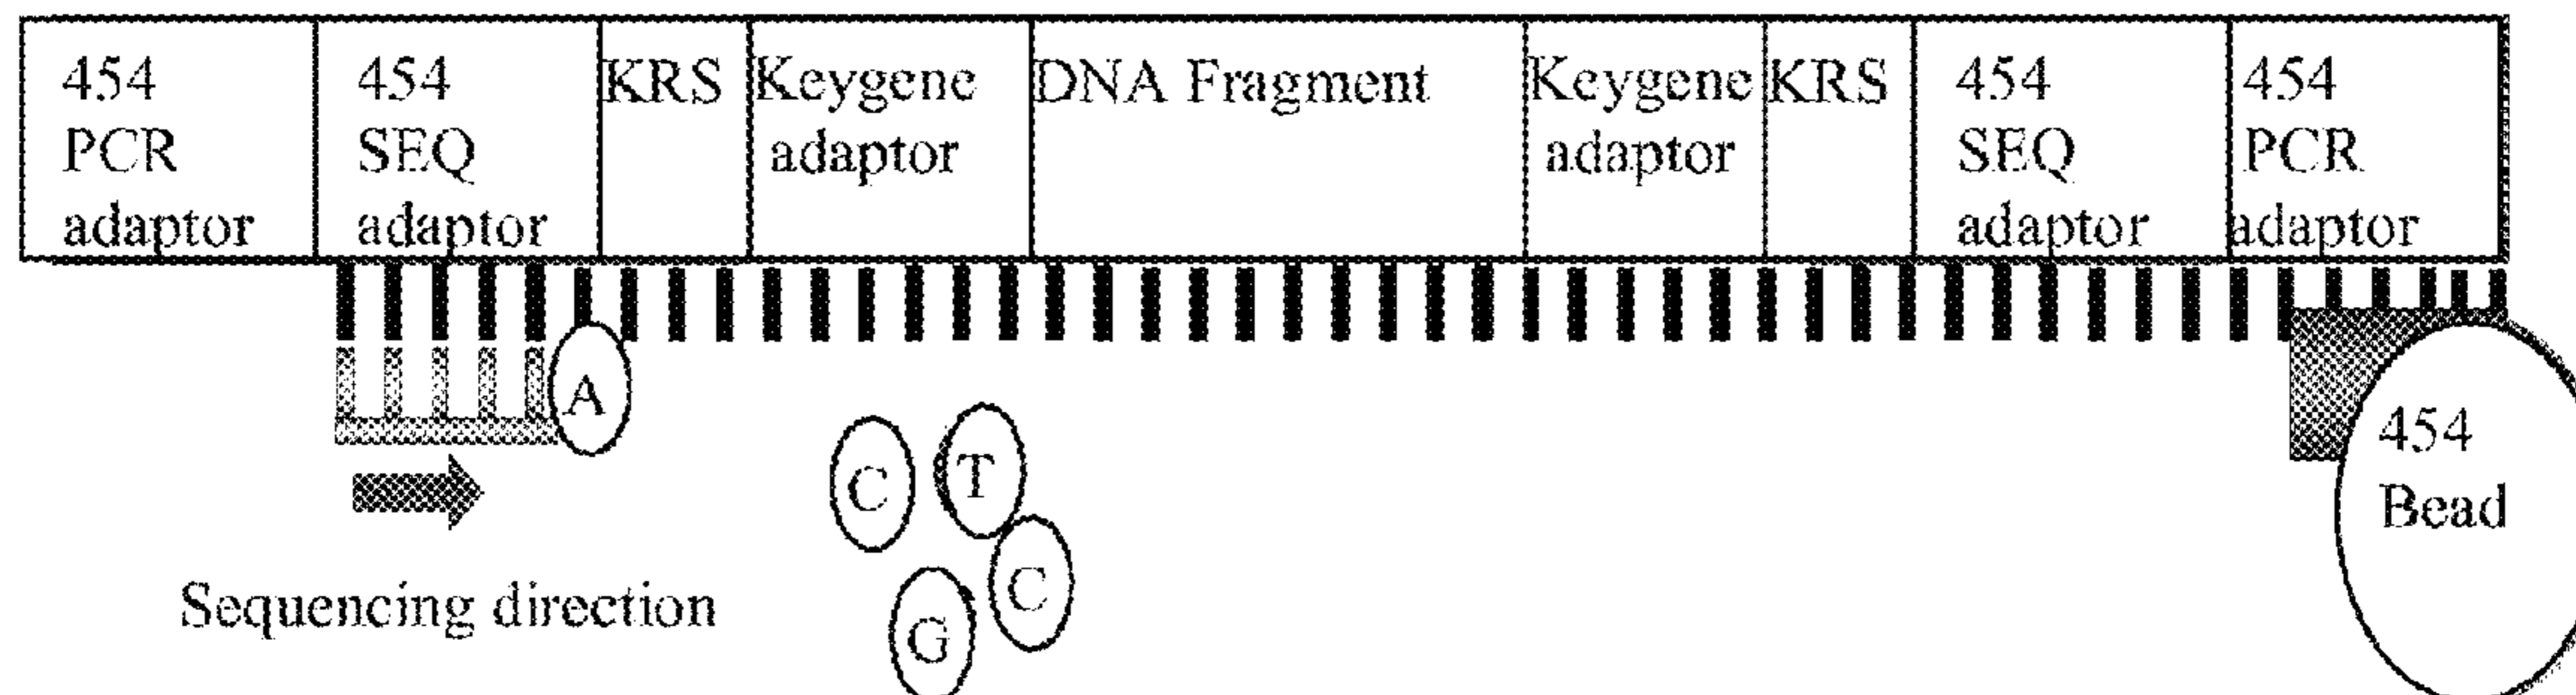 454
PCR
adaptor
454
SEQ
adaptor
KRS
Keygene
adaptor
DNA Fragment
Keygene
adaptor
KRS
454
SEQ
adaptor
454
PCR
adaptor
A
C
T
C
G
Sequencing direction
454
Bead